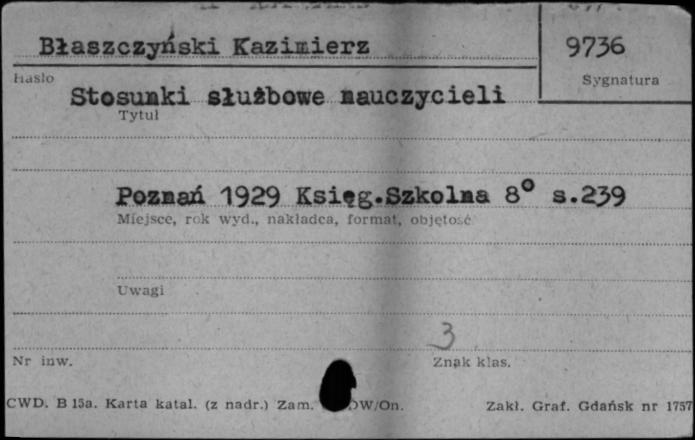 Błaszczyński Kazimierz
9736
Hasło
Sygnatura
Stosunki służbowe nauczycieli
Tytuł
Poznań 1929 Księg.Szkolna 8° s.239
Miejsce, rok wyd., nakładca, format, objętość
Uwagi
3
Nr inw.
Znak klas.
CWD. B 15a. Karta katal. (z nadr.) Zam. DW/On.
Zakł. Graf. Gdańsk nr 1757